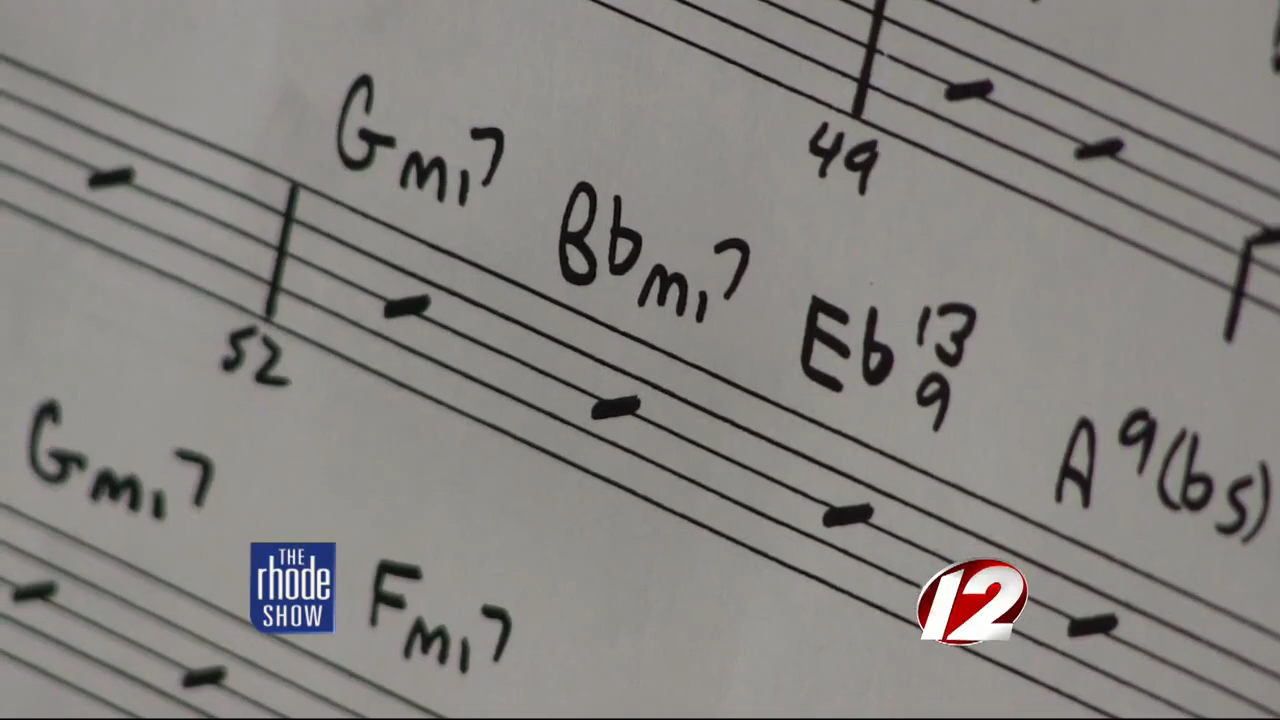 49
Gmi7 Bbmi7 Eb13 9 A9(b5)
52
Gmi7 Fmi7
THE
rhode
SHOW
12